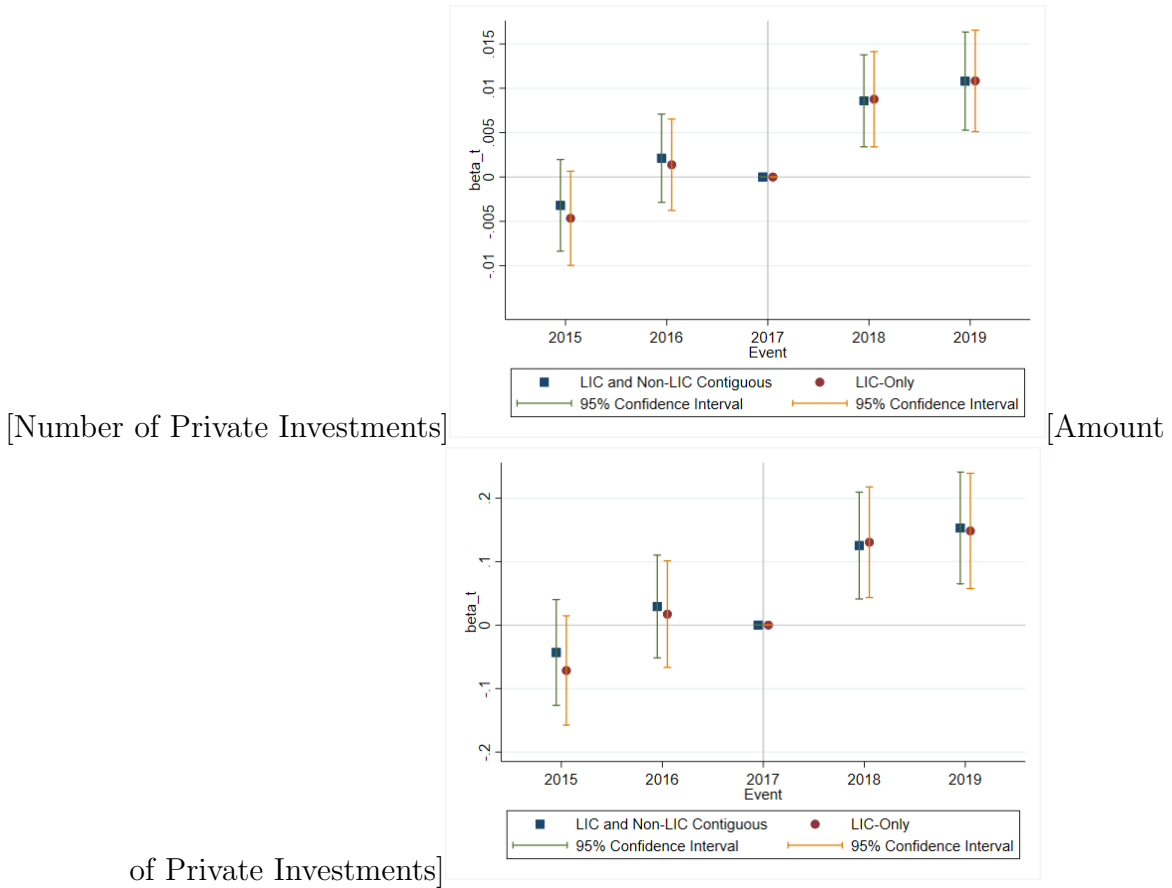 .015
.01
.005
0
-.005
-.01
beta_t
2015 2016 2017 2018 2019
Event
LIC and Non-LIC Contiguous LIC-Only
95% Confidence Interval 95% Confidence Interval
[Number of Private Investments] [Amount
.2
.1
0
-.1
-.2
beta_t
2015 2016 2017 2018 2019
Event
LIC and Non-LIC Contiguous LIC-Only
95% Confidence Interval 95% Confidence Interval
of Private Investments]